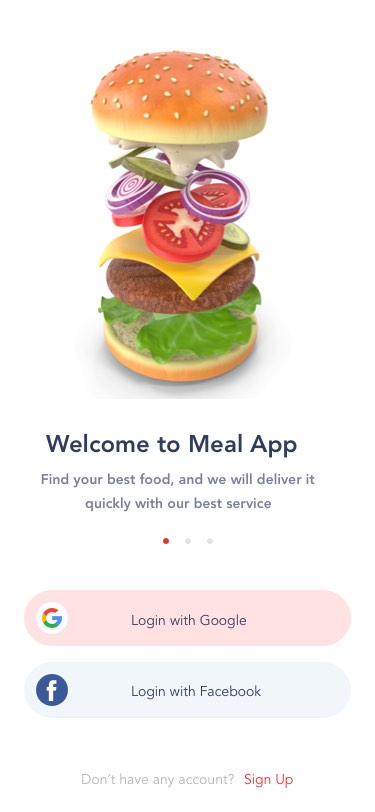 Welcome to Meal App
Find your best food, and we will deliver it
quickly with our best service
Login with Google
Login with Facebook
Don't have any account? Sign Up